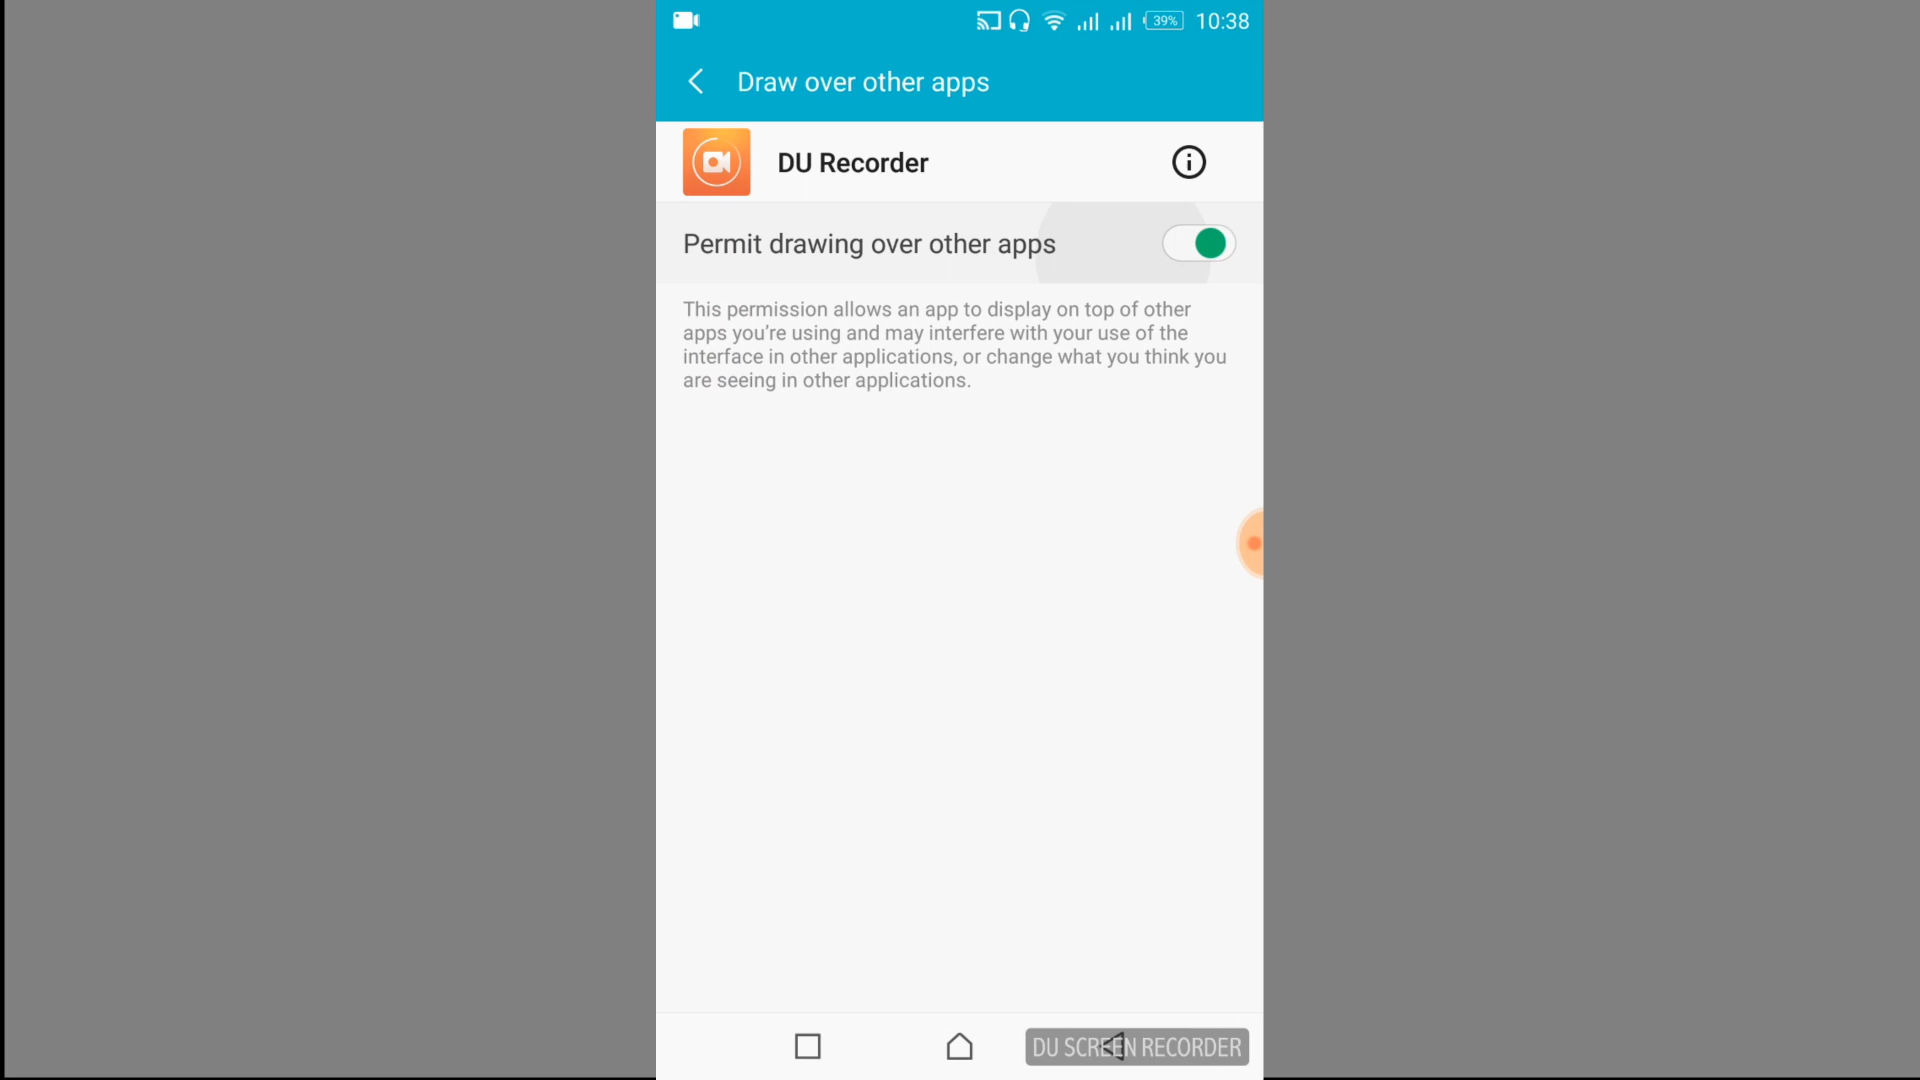 39% 10:38
Draw over other apps
DU Recorder
Permit drawing over other apps
This permission allows an app to display on top of other
apps you’re using and may interfere with your use of the
interface in other applications, or change what you think you
are seeing in other applications.
DU SCREEN RECORDER